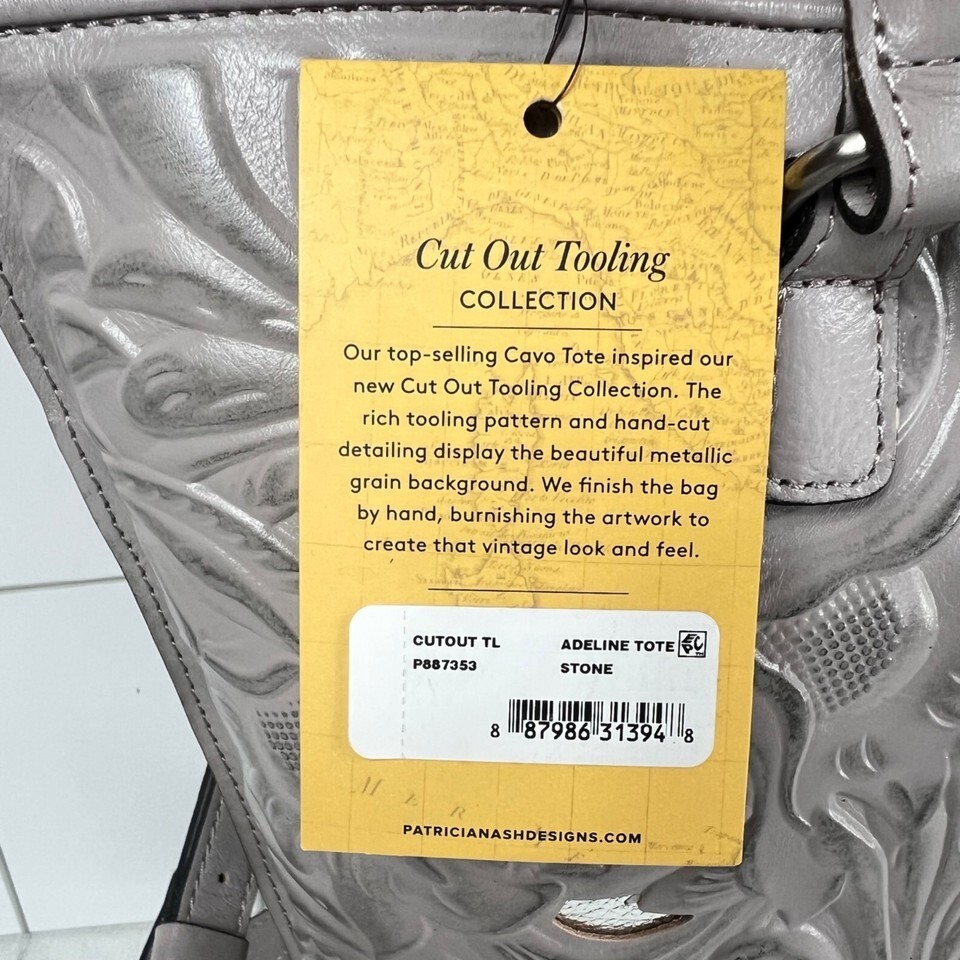 Cut Out Tooling
COLLECTION
Our top-selling Cavo Tote inspired our
new Cut Out Tooling Collection. The
rich tooling pattern and hand-cut
detailing display the beautiful metallic
grain background. We finish the bag
by hand, burnishing the artwork to
create that vintage look and feel.
CUTOUT TL ADELINE TOTE
P887353 STONE
8 87986 31394 8
M E R
PATRICIANASHDESIGNS.COM